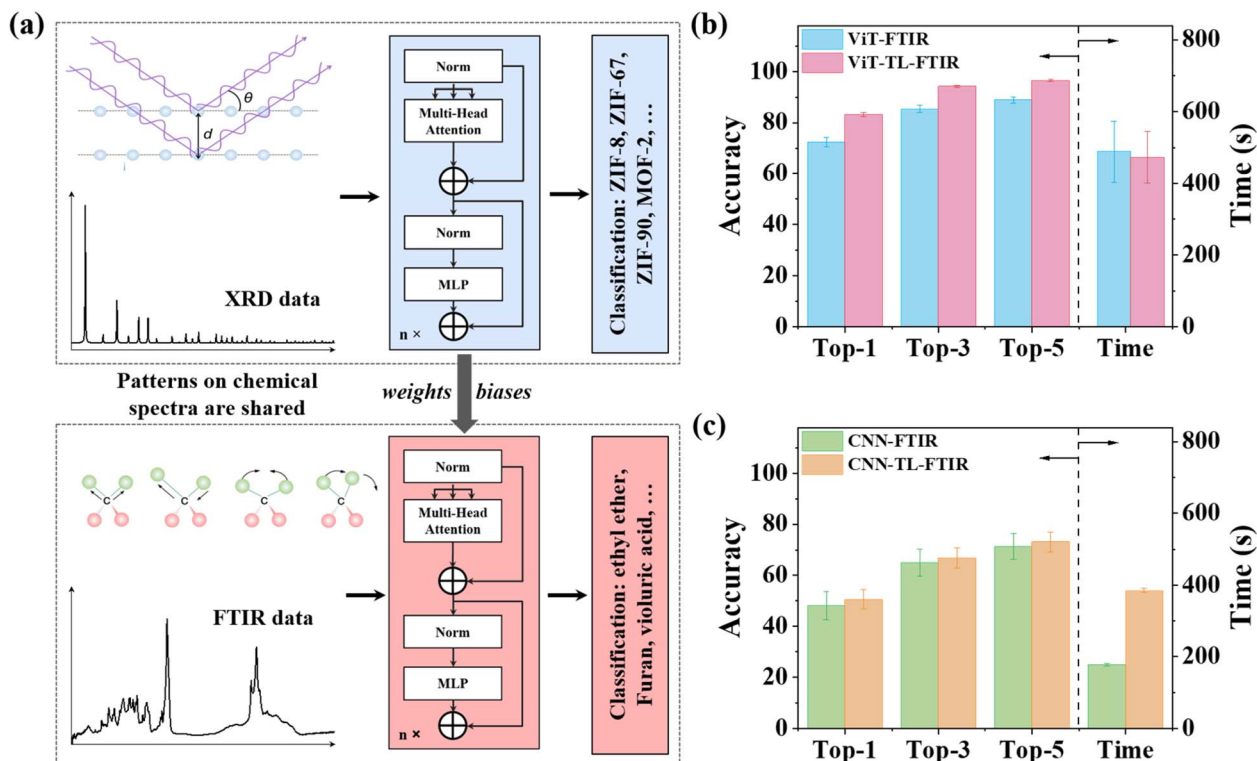 (a)
θ
d
XRD data
Norm
Multi-Head
Attention
Norm
MLP
n ×
Classification: ZIF-8, ZIF-67,
ZIF-90, MOF-2, …
Patterns on chemical
spectra are shared
weights
biases
C
C
C
C
FTIR data
Norm
Multi-Head
Attention
Norm
MLP
n ×
Classification: ethyl ether,
Furan, violuric acid, …
(b)
ViT-FTIR
ViT-TL-FTIR
Accuracy
100
80
60
40
20
0
Top-1
Top-3
Top-5
Time
800
600
400
200
0
Time (s)
(c)
CNN-FTIR
CNN-TL-FTIR
Accuracy
100
80
60
40
20
0
Top-1
Top-3
Top-5
Time
800
600
400
200
0
Time (s)